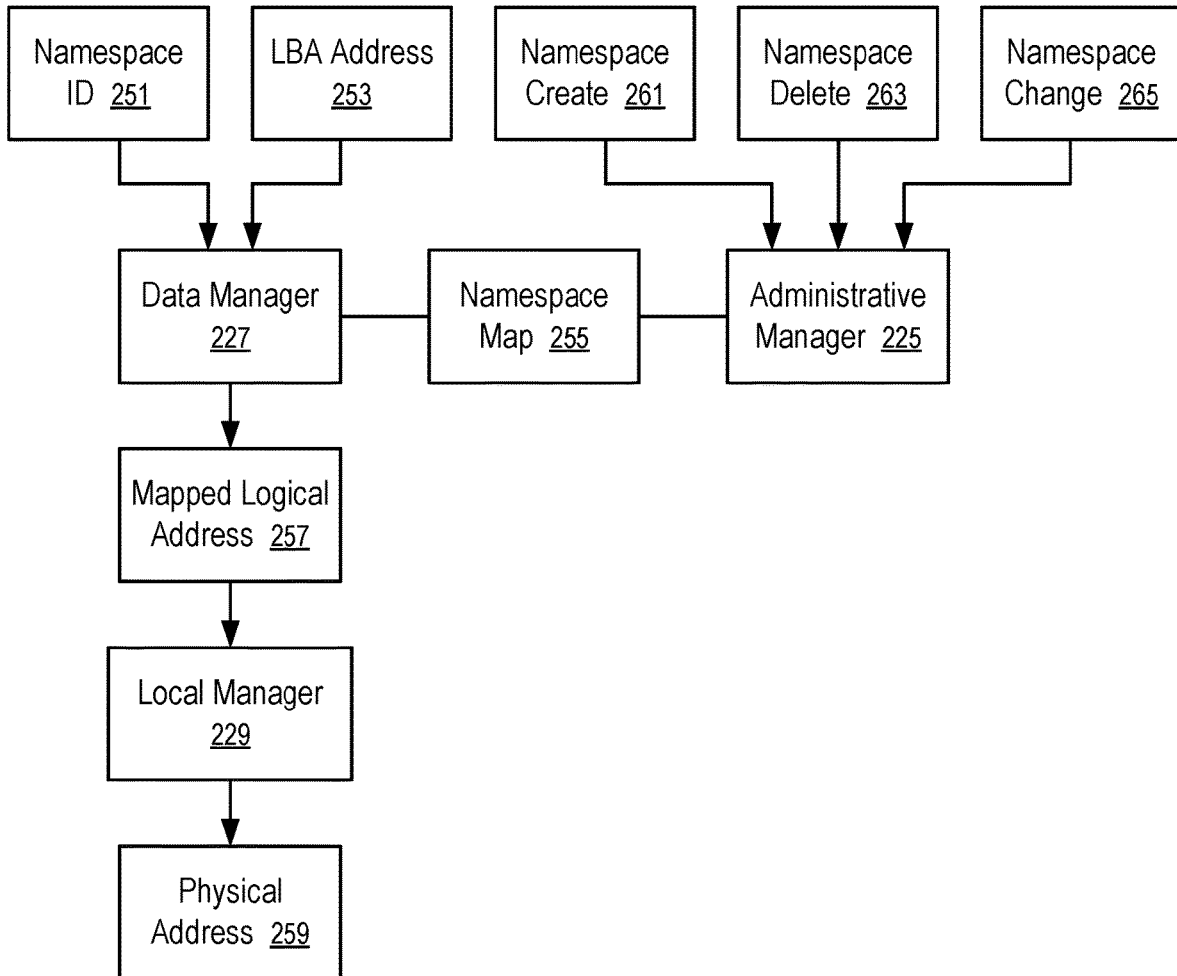 Namespace
ID 251
LBA Address
253
Namespace
Create 261
Namespace
Delete 263
Namespace
Change 265
Data Manager
227
Namespace
Map 255
Administrative
Manager 225
Mapped Logical
Address 257
Local Manager
229
Physical
Address 259